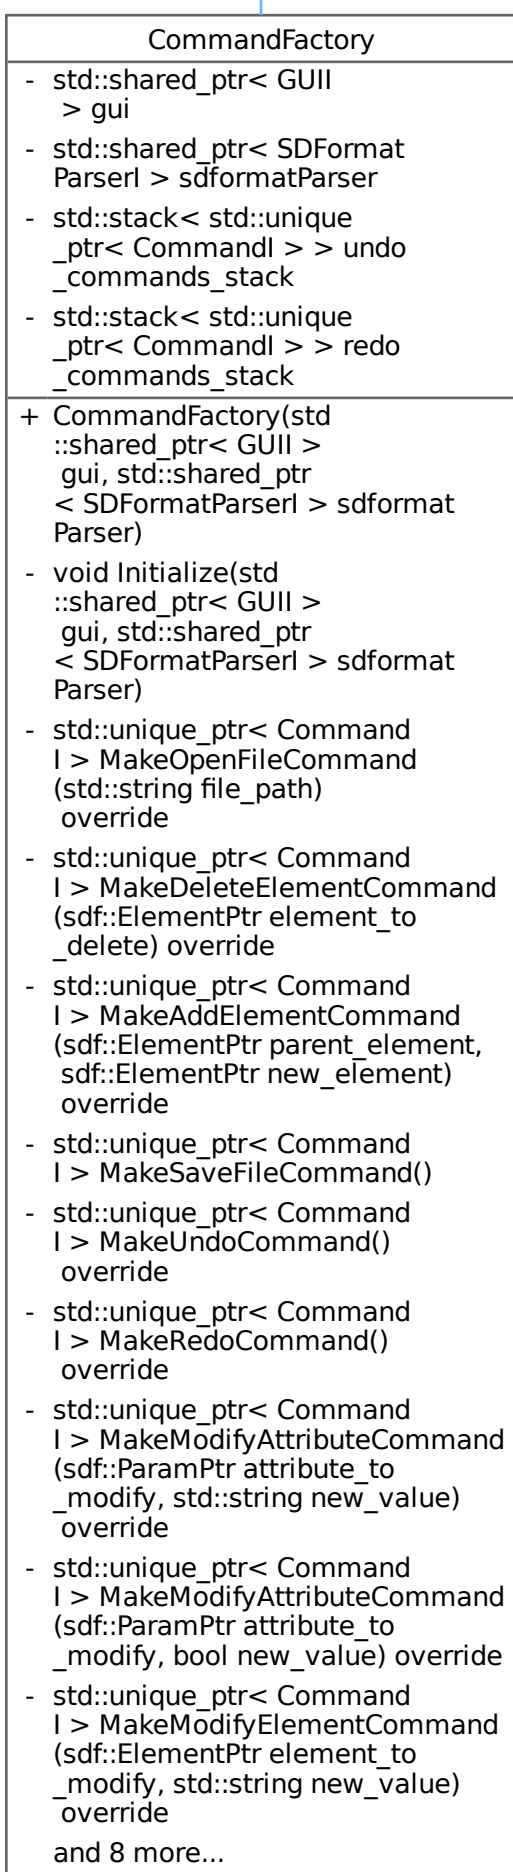 CommandFactory
- std::shared_ptr< GUII
> gui
- std::shared_ptr< SDFormat
ParserI > sdformatParser
- std::stack< std::unique
_ptr< CommandI > > undo
_commands_stack
- std::stack< std::unique
_ptr< CommandI > > redo
_commands_stack
+ CommandFactory(std
::shared_ptr< GUII >
gui, std::shared_ptr
< SDFormatParserI > sdformat
Parser)
- void Initialize(std
::shared_ptr< GUII >
gui, std::shared_ptr
< SDFormatParserI > sdformat
Parser)
- std::unique_ptr< Command
I > MakeOpenFileCommand
(std::string file_path)
override
- std::unique_ptr< Command
I > MakeDeleteElementCommand
(sdf::ElementPtr element_to
_delete) override
- std::unique_ptr< Command
I > MakeAddElementCommand
(sdf::ElementPtr parent_element,
sdf::ElementPtr new_element)
override
- std::unique_ptr< Command
I > MakeSaveFileCommand()
- std::unique_ptr< Command
I > MakeUndoCommand()
override
- std::unique_ptr< Command
I > MakeRedoCommand()
override
- std::unique_ptr< Command
I > MakeModifyAttributeCommand
(sdf::ParamPtr attribute_to
_modify, std::string new_value)
override
- std::unique_ptr< Command
I > MakeModifyAttributeCommand
(sdf::ParamPtr attribute_to
_modify, bool new_value) override
- std::unique_ptr< Command
I > MakeModifyElementCommand
(sdf::ElementPtr element_to
_modify, std::string new_value)
override
and 8 more...